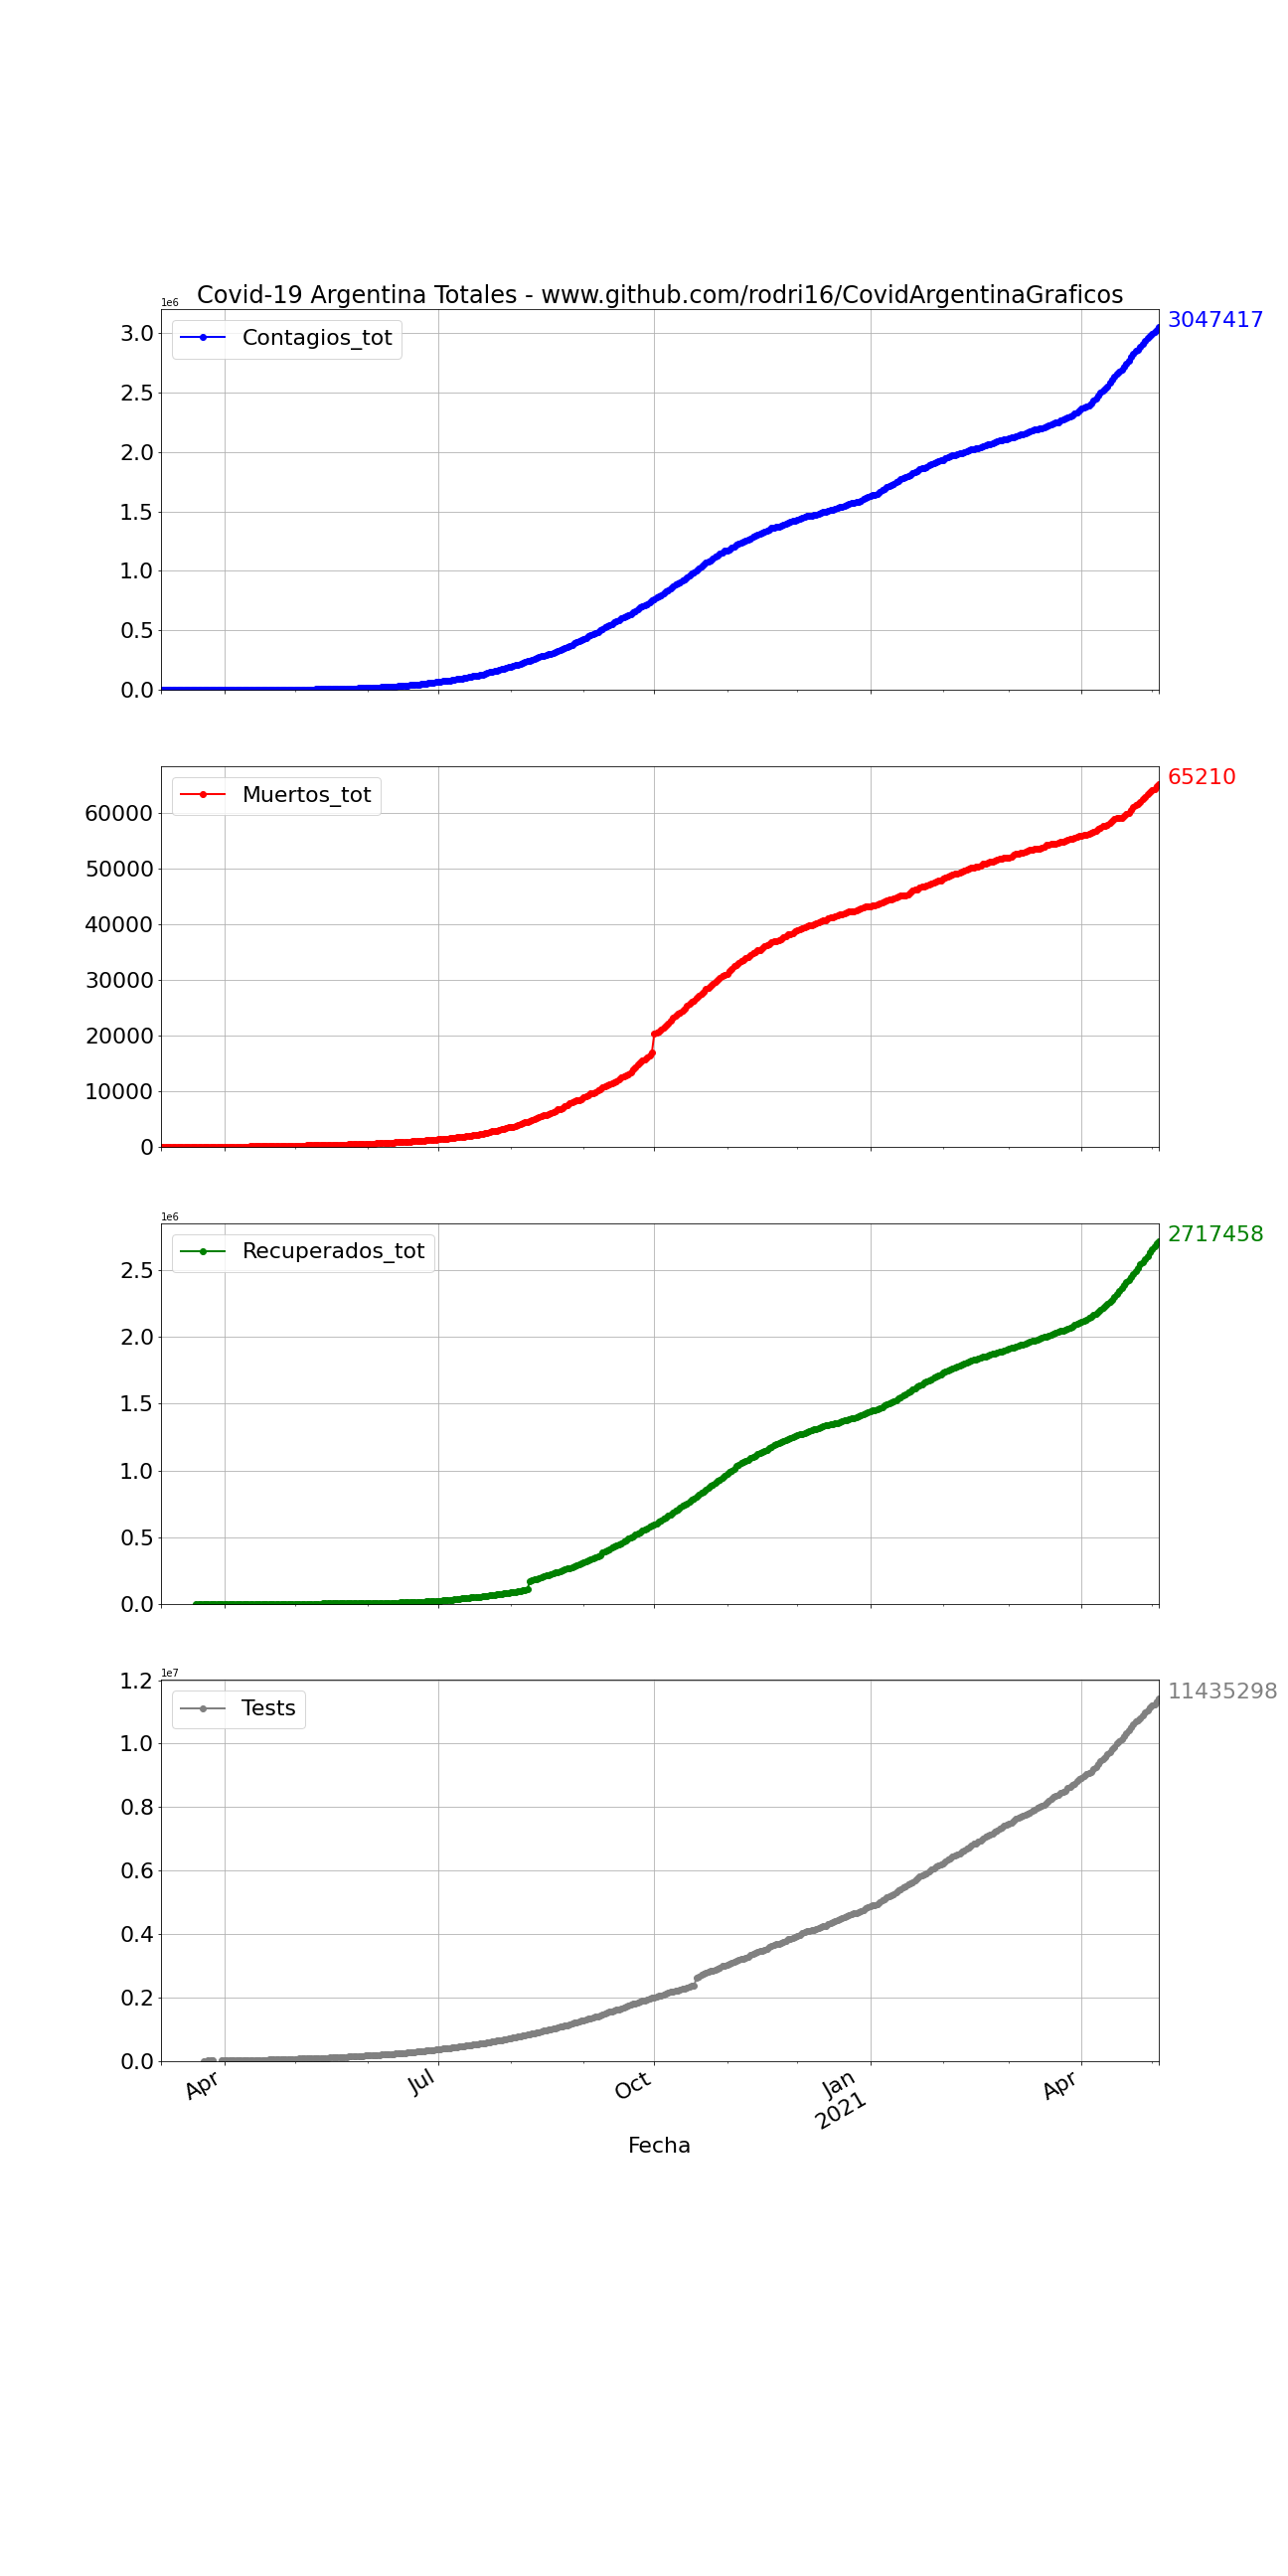 Covid-19 Argentina Totales - www.github.com/rodri16/CovidArgentinaGraficos
1e6
3047417
Contagios_tot
3.0
2.5
2.0
1.5
1.0
0.5
0.0
65210
Muertos_tot
60000
50000
40000
30000
20000
10000
0
1e6
2717458
Recuperados_tot
2.5
2.0
1.5
1.0
0.5
0.0
1e7
11435298
Tests
1.2
1.0
0.8
0.6
0.4
0.2
0.0
Apr
Jul
Oct
Jan
2021
Apr
Fecha